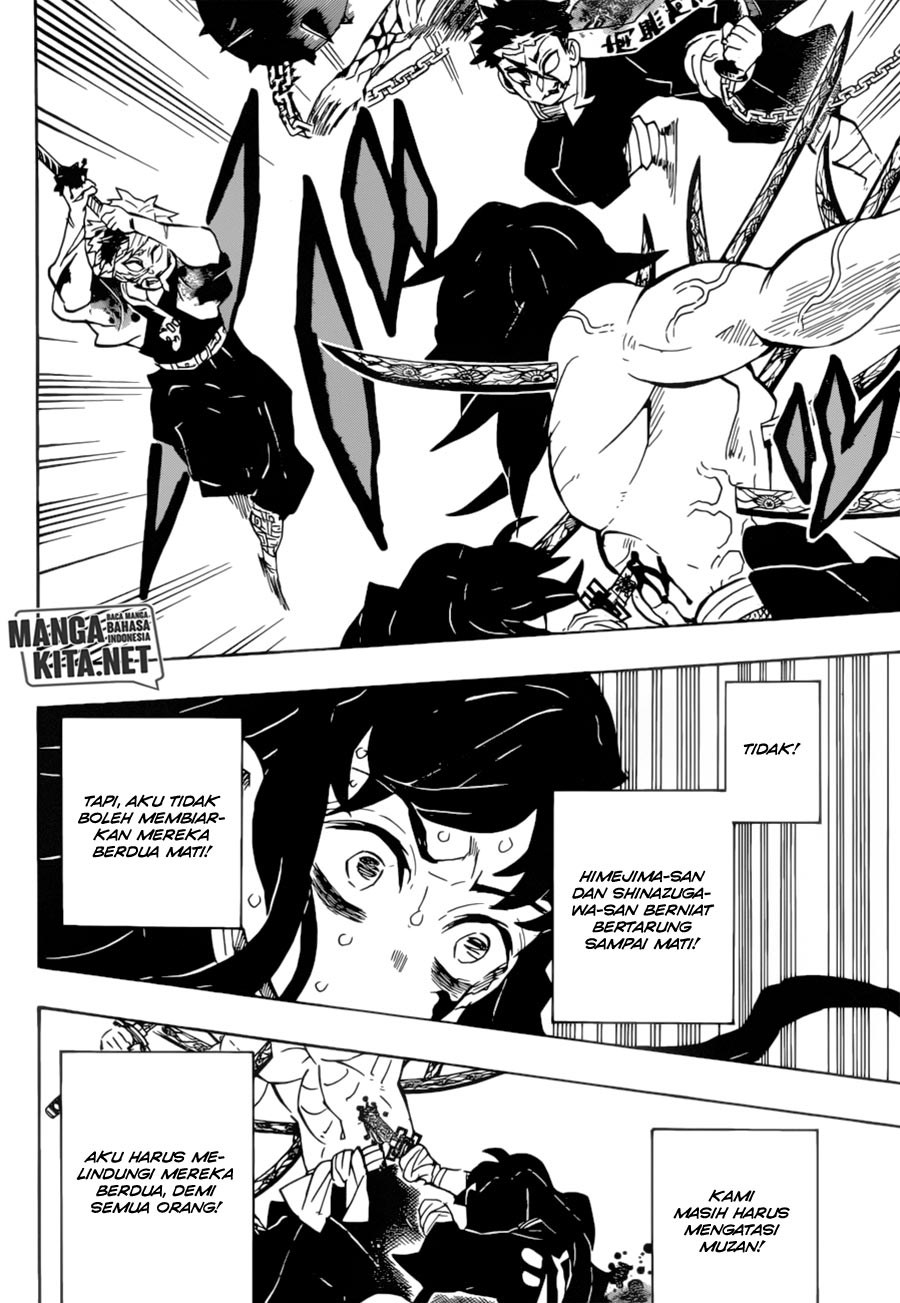 MANGA
KITA.NET
BACA MANGA
BAHASA
INDONESIA
TIDAK!
HIMEJIMA-SAN
DAN SHINAZUGA-
WA-SAN BERNIAT
BERTARUNG
SAMPAI MATI!
TAPI, AKU TIDAK
BOLEH MEMBIAR-
KAN MEREKA
BERDUA MATI!
KAMI
MASIH HARUS
MENGATASI
MUZAN!
AKU HARUS ME-
LINDUNGI MEREKA
BERDUA, DEMI
SEMUA ORANG!